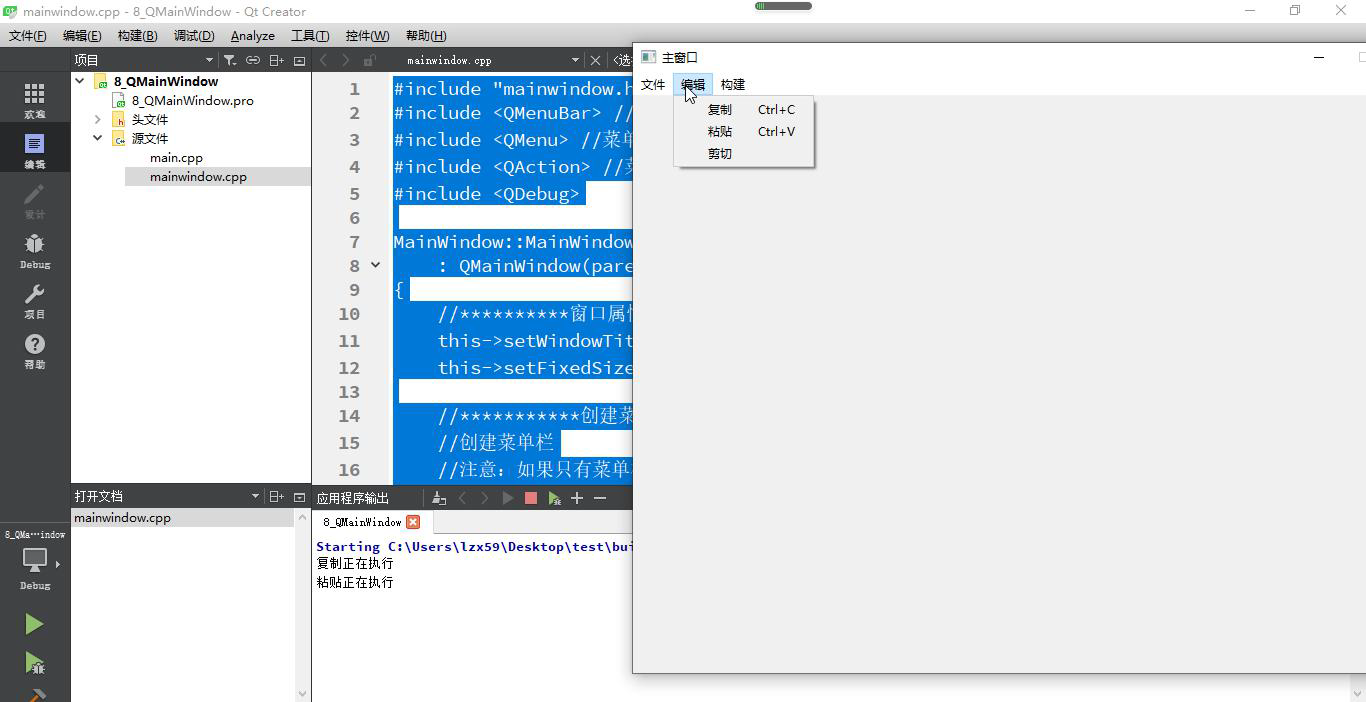 mainwindow.cpp - 8_QMainWindow - Qt Creator
文件(F) 编辑(E) 构建(B) 调试(D) Analyze 工具(T) 控件(W) 帮助(H)
项目
mainwindow.cpp
<选
欢迎
编辑
设计
Debug
项目
帮助
8_QMainWindow
8_QMainWindow.pro
头文件
源文件
main.cpp
mainwindow.cpp
1 #include "mainwindow.h
2 #include <QMenuBar> //
3 #include <QMenu> //菜单
4 #include <QAction> //菜
5 #include <QDebug>
6
7 MainWindow::MainWindow
8 : QMainWindow(pare
9 {
10 //**********窗口属性
11 this->setWindowTit
12 this->setFixedSize
13
14 //***********创建菜
15 //创建菜单栏
16 //注意：如果只有菜单栏
主窗口
文件 编辑 构建
复制 Ctrl+C
粘贴 Ctrl+V
剪切
打开文档
mainwindow.cpp
8_QMa···indow
Debug
应用程序输出
8_QMainWindow
Starting C:\Users\lzx59\Desktop\test\bui
复制正在执行
粘贴正在执行